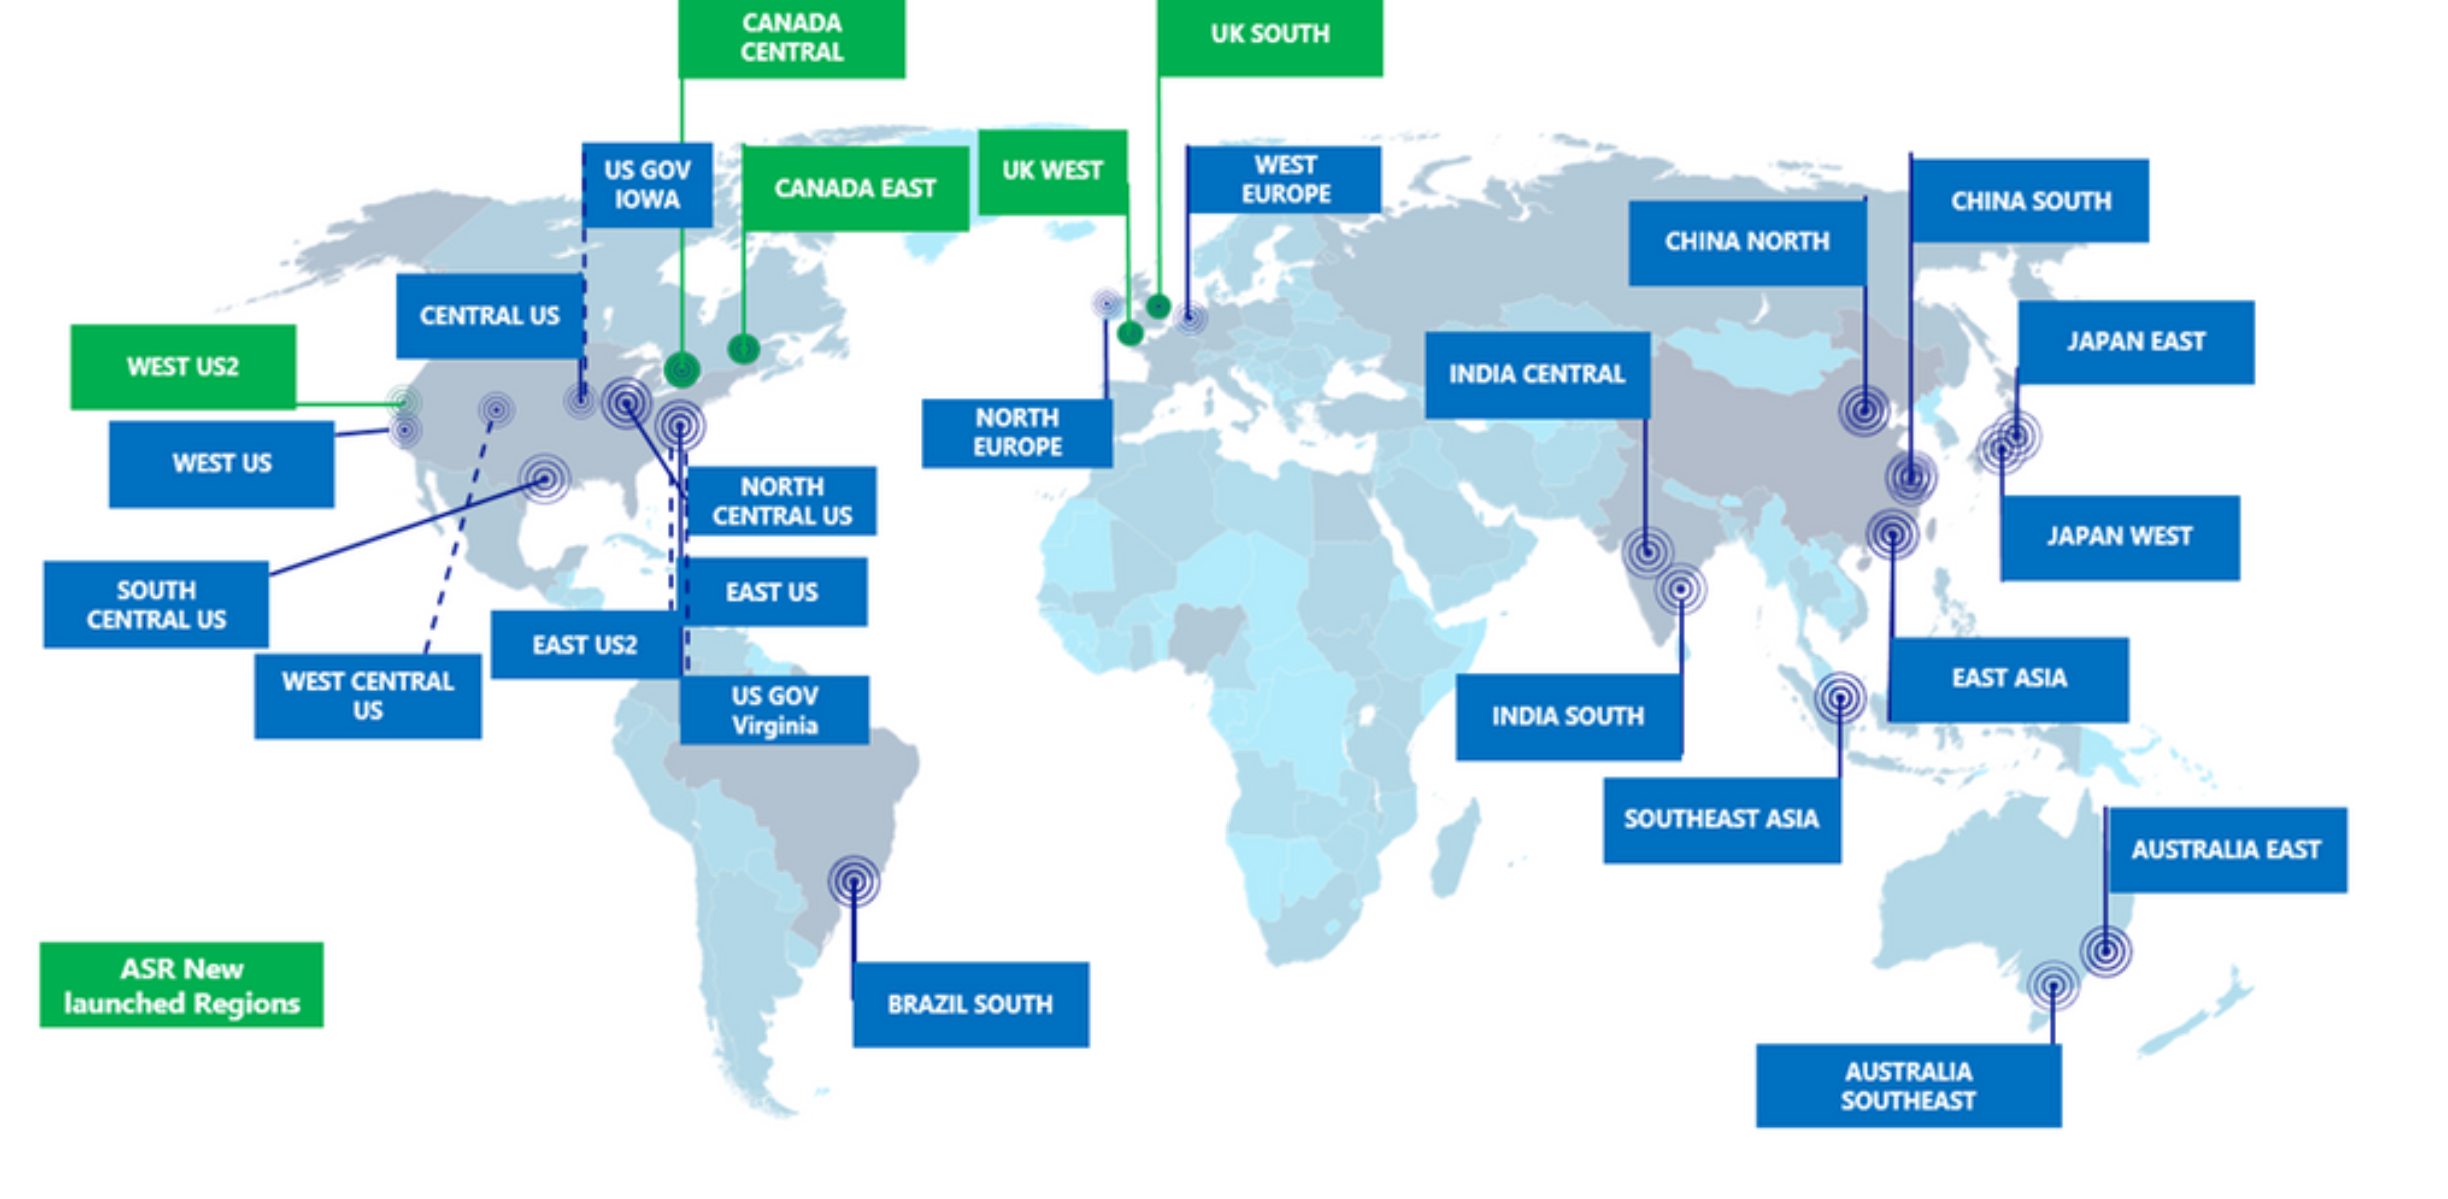 CANADA
CENTRAL
UK SOUTH
US GOV
IOWA
CANADA EAST
UK WEST
WEST
EUROPE
CHINA SOUTH
CHINA NORTH
CENTRAL US
JAPAN EAST
WEST US2
INDIA CENTRAL
NORTH
EUROPE
WEST US
NORTH
CENTRAL US
JAPAN WEST
SOUTH
CENTRAL US
EAST US
EAST US2
WEST CENTRAL
US
US GOV
Virginia
EAST ASIA
INDIA SOUTH
SOUTHEAST ASIA
AUSTRALIA EAST
ASR New
launched Regions
BRAZIL SOUTH
AUSTRALIA
SOUTHEAST